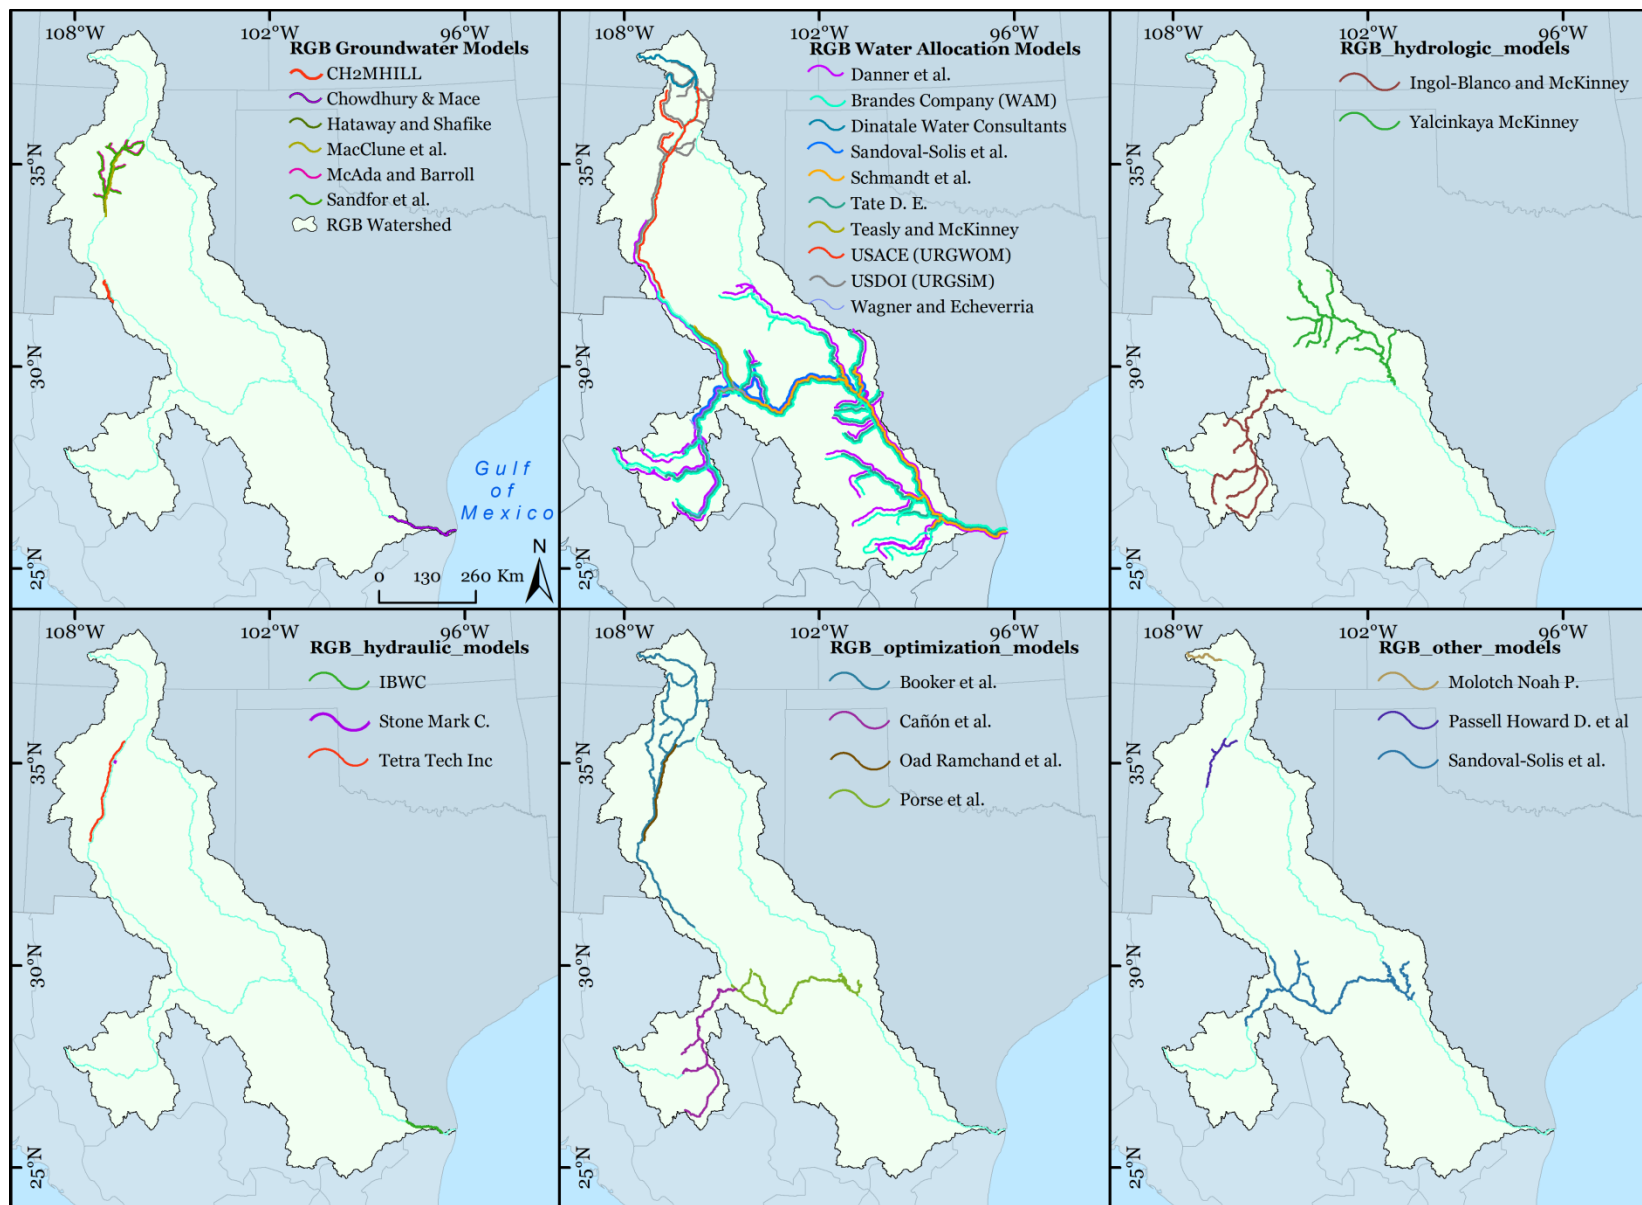 108°W 102°W 96°W
RGB Groundwater Models
CH2MHILL
Chowdhury & Mace
Hataway and Shafike
MacClune et al.
McAda and Barroll
Sandfor et al.
RGB Watershed
35°N
30°N
25°N
Gulf
of
Mexico
N
0 130 260 Km
108°W 102°W 96°W
RGB Water Allocation Models
Danner et al.
Brandes Company (WAM)
Dinatale Water Consultants
Sandoval-Solis et al.
Schmandt et al.
Tate D. E.
Teasly and McKinney
USACE (URGWOM)
USDOI (URGSiM)
Wagner and Echeverria
35°N
30°N
25°N
108°W 102°W 96°W
RGB_hydrologic_models
Ingol-Blanco and McKinney
Yalcinkaya McKinney
35°N
30°N
25°N
108°W 102°W 96°W
RGB_hydraulic_models
IBWC
Stone Mark C.
Tetra Tech Inc
35°N
30°N
25°N
108°W 102°W 96°W
RGB_optimization_models
Booker et al.
Cañón et al.
Oad Ramchand et al.
Porse et al.
35°N
30°N
25°N
108°W 102°W 96°W
RGB_other_models
Molotch Noah P.
Passell Howard D. et al
Sandoval-Solis et al.
35°N
30°N
25°N